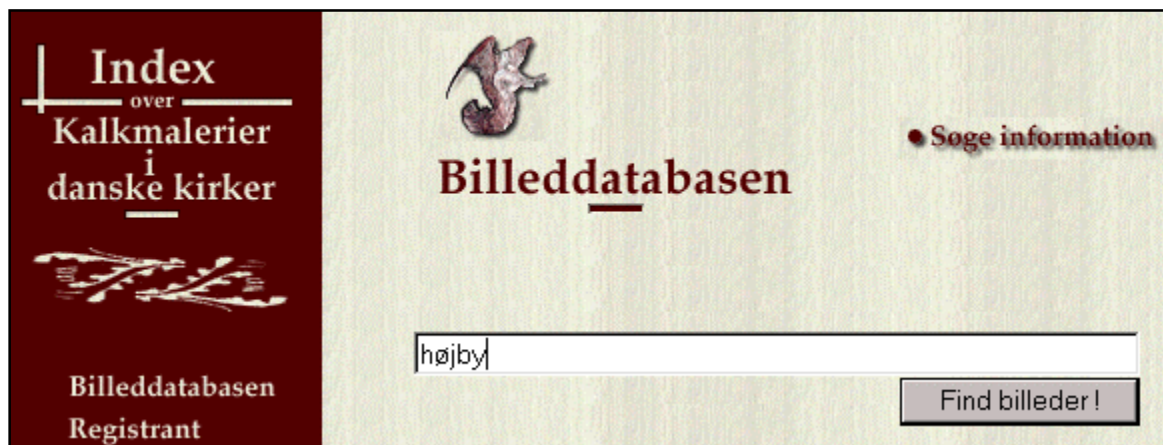 Index
over
Kalkmalerier
i
danske kirker
Billeddatabasen
Registrant
Billeddatabasen
Søge information
højby
Find billeder !